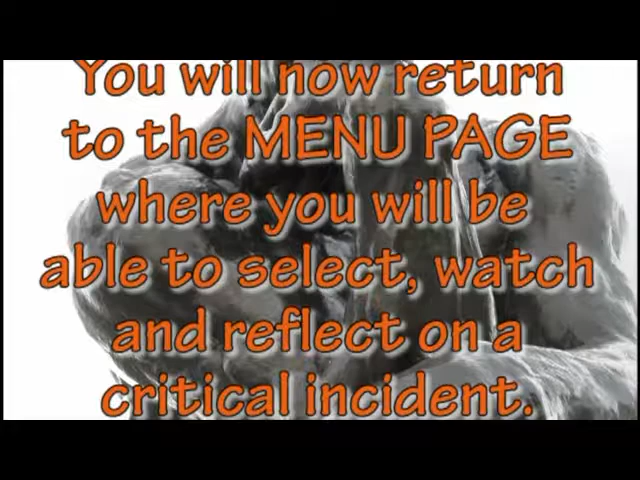 You will now return
to the MENU PAGE
where you will be
able to select, watch
and reflect on a
critical incident.